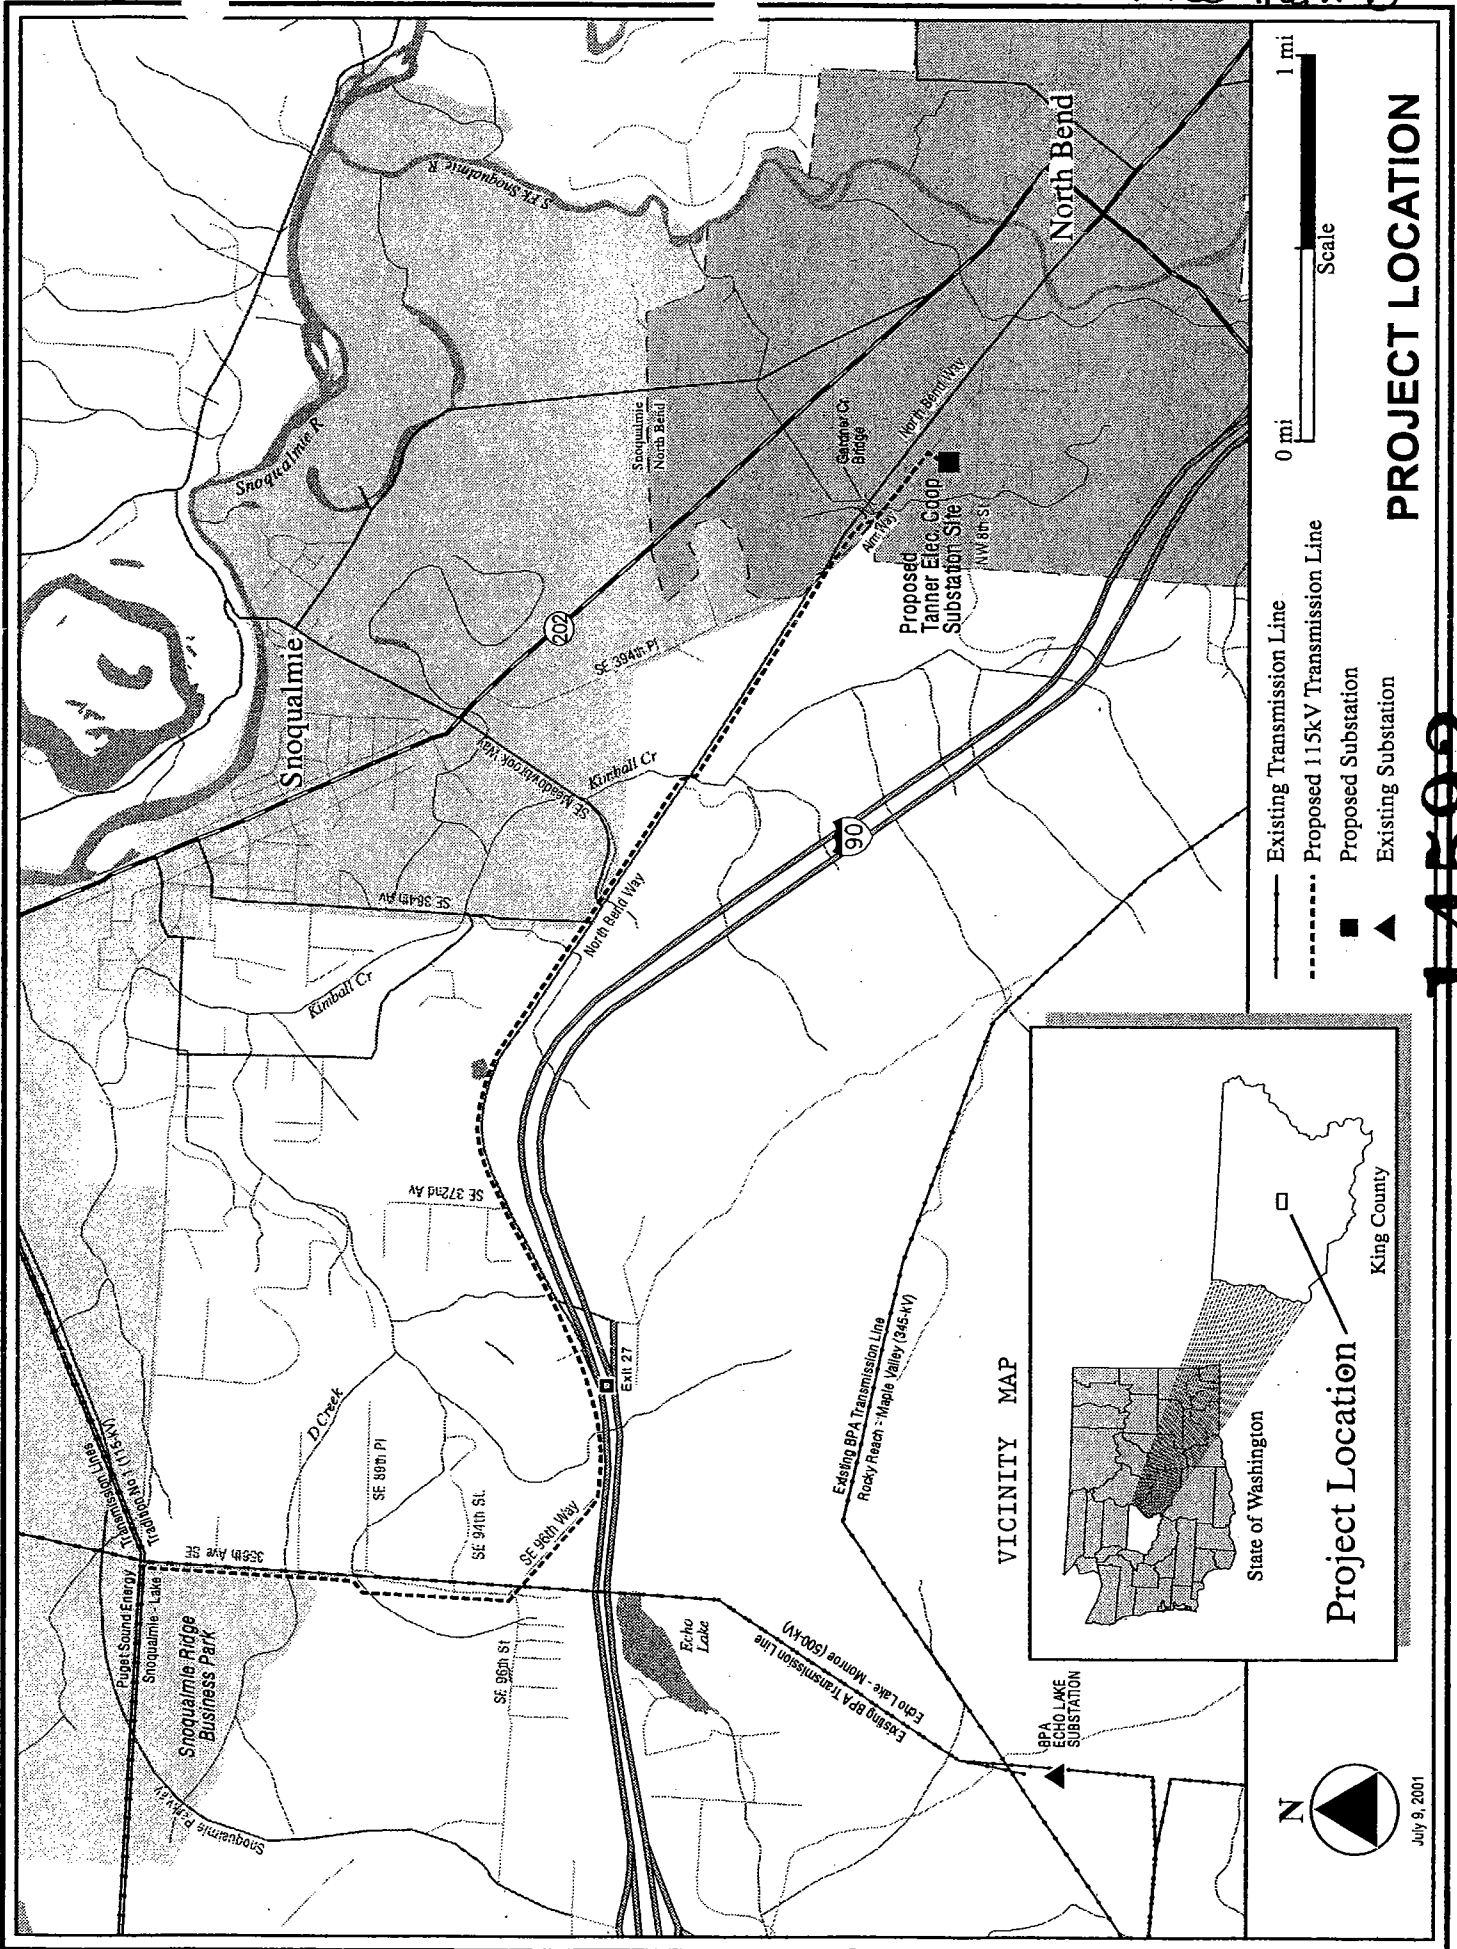 Puget Sound Energy
Transmission Lines
Snoqualmie - Lake
Tradition No 1 (115-kV)
Snoqualmie Ridge
Business Park
Snoqualmie Parkway
356th Ave SE
D Creek
SE 89th Pl
SE 94th St.
SE 96th Way
SE 96th St
Echo
Lake
Exit 27
SE 372nd Av
Kimball Cr
SE 384th Av
Snoqualmie
SE Meadowbrook Way
Kimball Cr
North Bend Way
202
SE 394th Pl
Snoqualmie R
S Fk Snoqualmie R
Snoqualmie
North Bend
Gardner Cr
Bridge
North Bend Way
Alm Way
Proposed
Tanner Elec. Coop
Substation Site
NW 8th St
North Bend
90
Existing BPA Transmission Line
Rocky Reach - Maple Valley (345-kV)
Existing BPA Transmission Line
Echo Lake - Monroe (500-kV)
BPA
ECHO LAKE
SUBSTATION
VICINITY MAP
State of Washington
King County
Project Location
N
July 9, 2001
Existing Transmission Line
Proposed 115kV Transmission Line
Proposed Substation
Existing Substation
0 mi
1 mi
Scale
PROJECT LOCATION